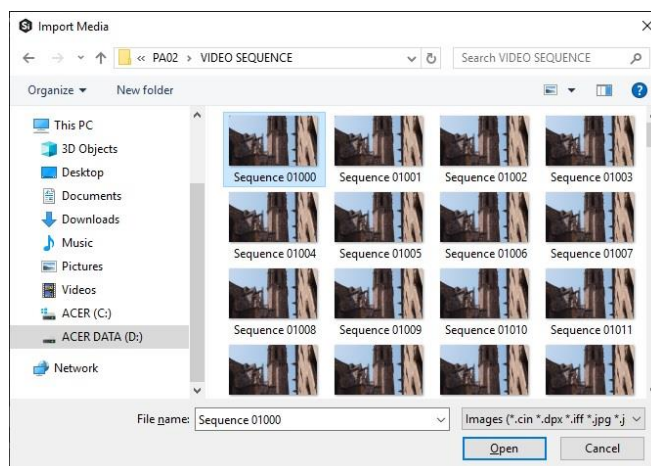 Import Media
« PA02 › VIDEO SEQUENCE
Search VIDEO SEQUENCE
Organize
New folder
This PC
3D Objects
Desktop
Documents
Downloads
Music
Pictures
Videos
ACER (C:)
ACER DATA (D:)
Network
Sequence 01000 Sequence 01001 Sequence 01002 Sequence 01003
Sequence 01004 Sequence 01005 Sequence 01006 Sequence 01007
Sequence 01008 Sequence 01009 Sequence 01010 Sequence 01011
File name: Sequence 01000
Images (*.cin *.dpx *.iff *.jpg *.j
Open Cancel